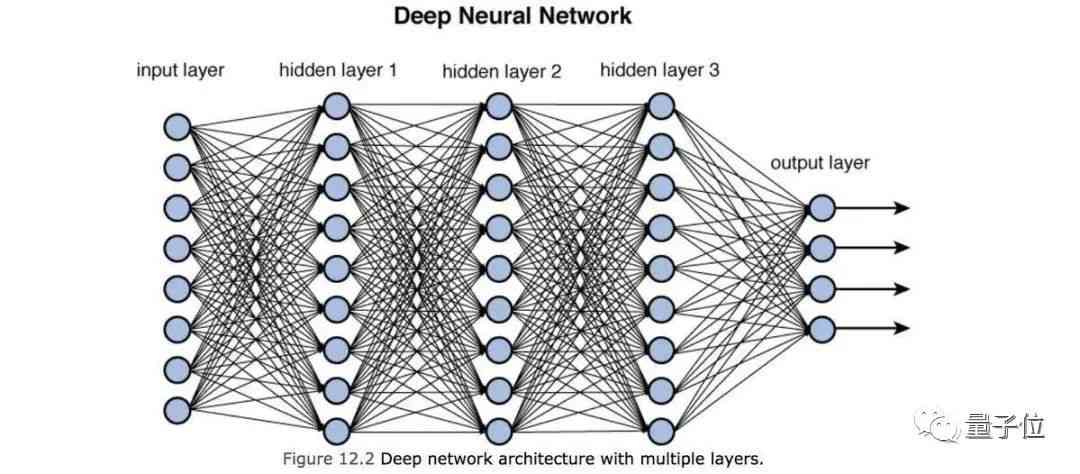 Deep Neural Network
input layer
hidden layer 1
hidden layer 2
hidden layer 3
output layer
量子位
Figure 12.2 Deep network architecture with multiple layers.